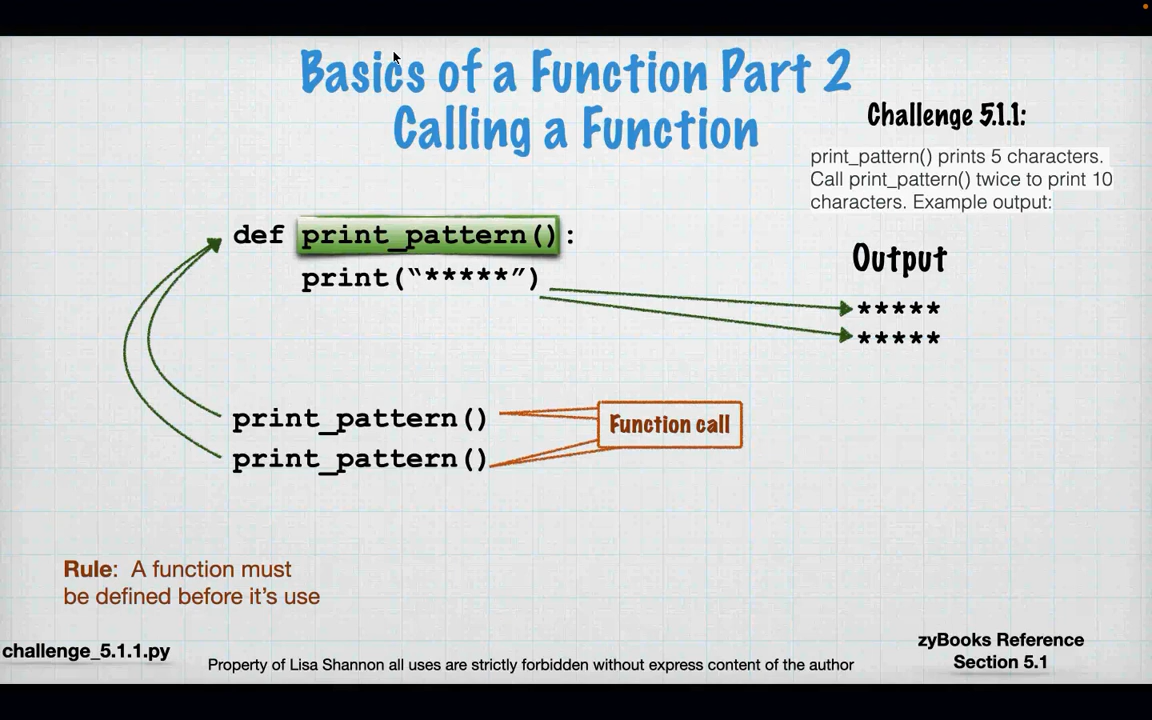 Basics of a Function Part 2
Calling a Function
Challenge 5.1.1:
print_pattern() prints 5 characters.
Call print_pattern() twice to print 10
characters. Example output:
def print_pattern():
print(“*****”)
Output
*****
*****
print_pattern()
print_pattern()
Function call
Rule: A function must
be defined before it’s use
challenge_5.1.1.py
Property of Lisa Shannon all uses are strictly forbidden without express content of the author
zyBooks Reference
Section 5.1